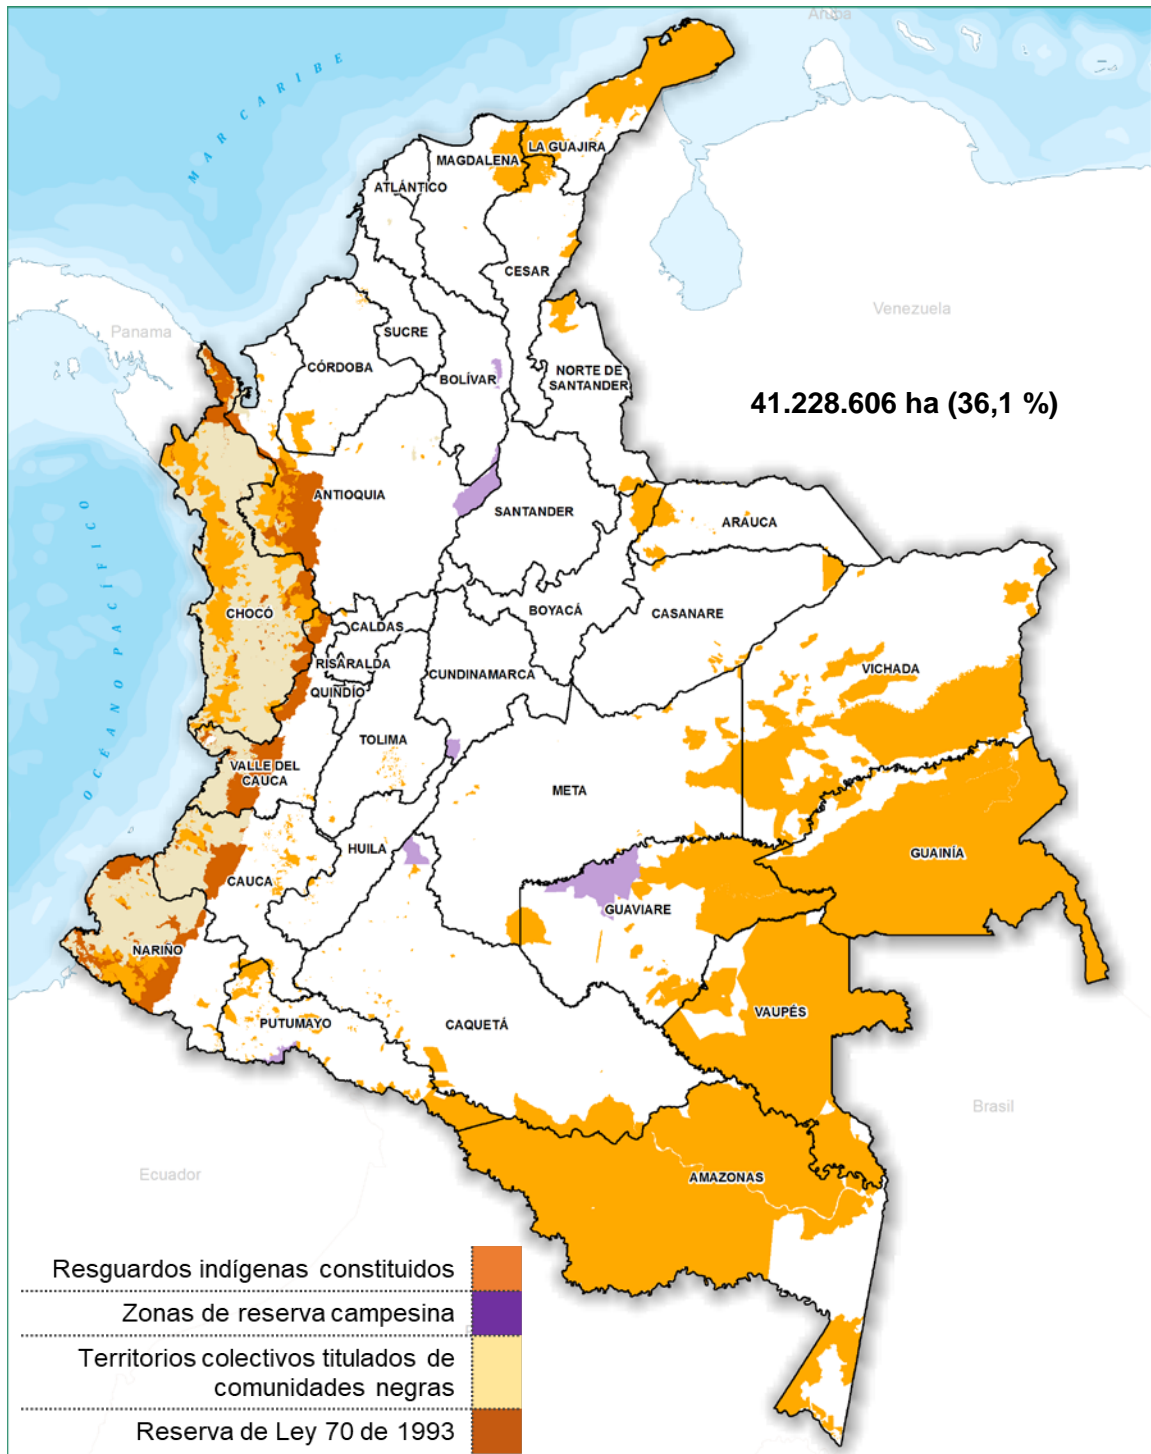 Aruba
MAR CARIBE
LA GUAJIRA
MAGDALENA
ATLÁNTICO
CESAR
Venezuela
Panama
SUCRE
CÓRDOBA
BOLÍVAR
NORTE DE
SANTANDER
41.228.606 ha (36,1 %)
ANTIOQUIA
SANTANDER
ARAUCA
OCÉANO PACÍFICO
CHOCÓ
CALDAS
BOYACÁ
CASANARE
RISARALDA
CUNDINAMARCA
VICHADA
QUINDÍO
TOLIMA
VALLE DEL
CAUCA
META
HUILA
GUAINÍA
CAUCA
GUAVIARE
NARIÑO
VAUPÉS
PUTUMAYO
CAQUETÁ
Brasil
Ecuador
AMAZONAS
Resguardos indígenas constituidos
Zonas de reserva campesina
Territorios colectivos titulados de
comunidades negras
Reserva de Ley 70 de 1993